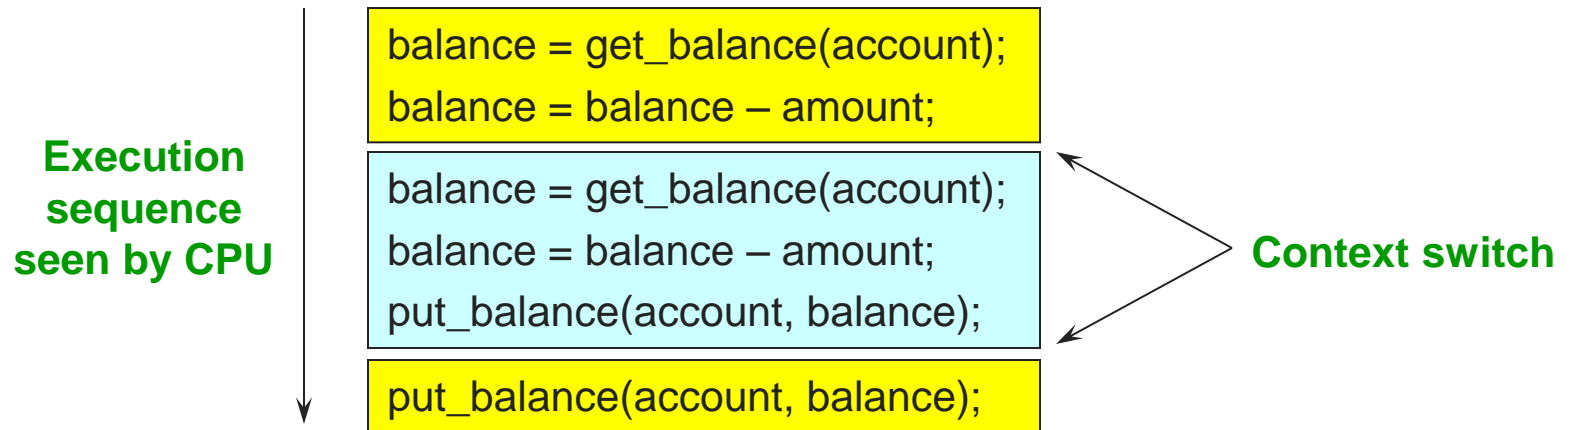 balance = get_balance(account);
balance = balance – amount;
Execution
sequence
seen by CPU
balance = get_balance(account);
balance = balance – amount;
put_balance(account, balance);
Context switch
put_balance(account, balance);